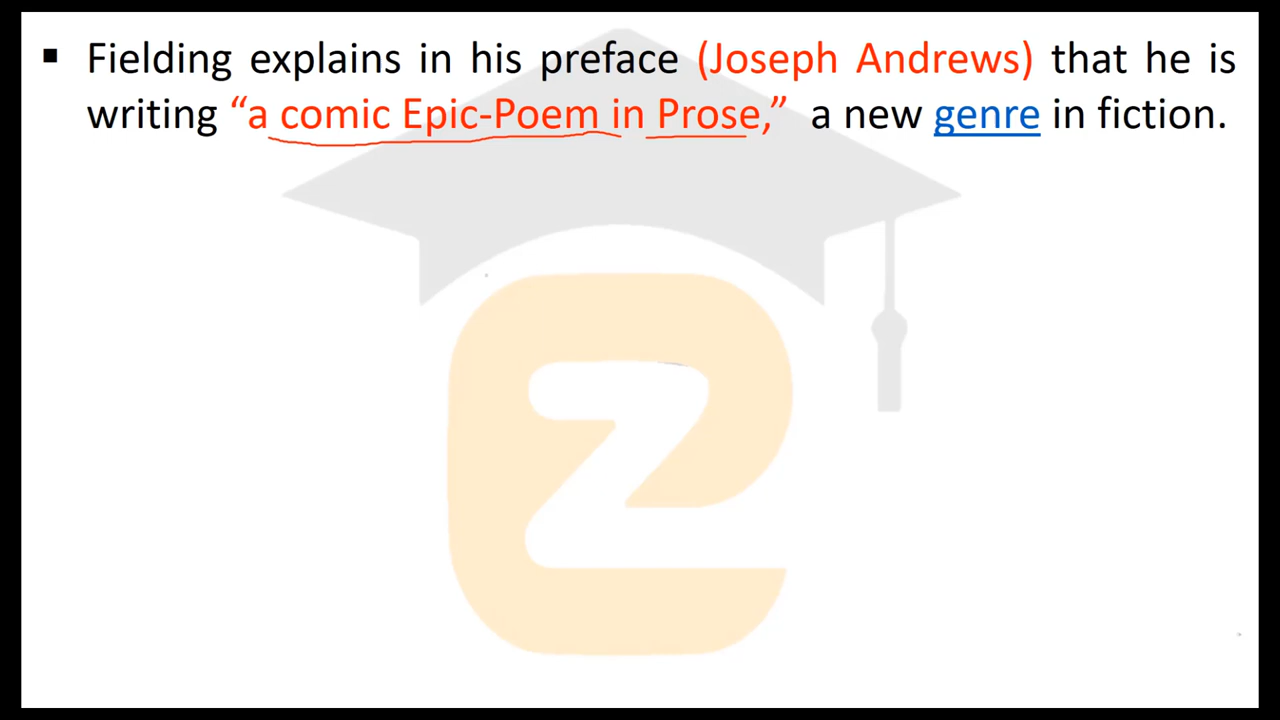 ▪ Fielding explains in his preface (Joseph Andrews) that he is
writing “a comic Epic-Poem in Prose,” a new genre in fiction.